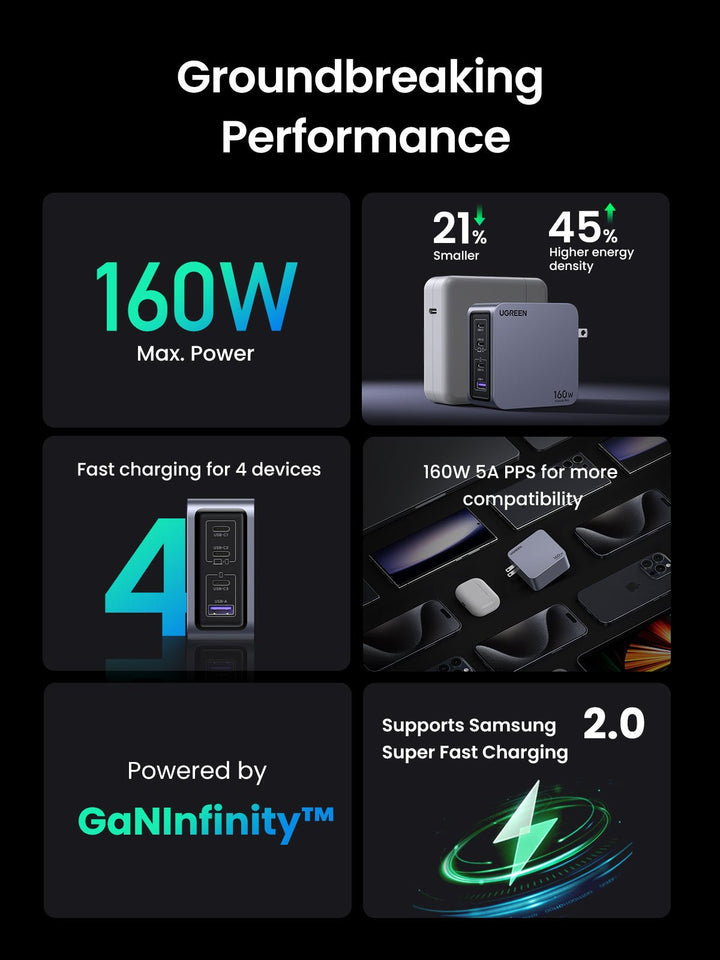 Groundbreaking
Performance
160W
Max. Power
21%
Smaller
45%
Higher energy
density
UGREEN
160W
Fast charging for 4 devices
4
USB-C1
USB-C2
USB-C3
USB-A
160W 5A PPS for more
compatibility
UGREEN
Powered by
GaNInfinity™
Supports Samsung
Super Fast Charging
2.0